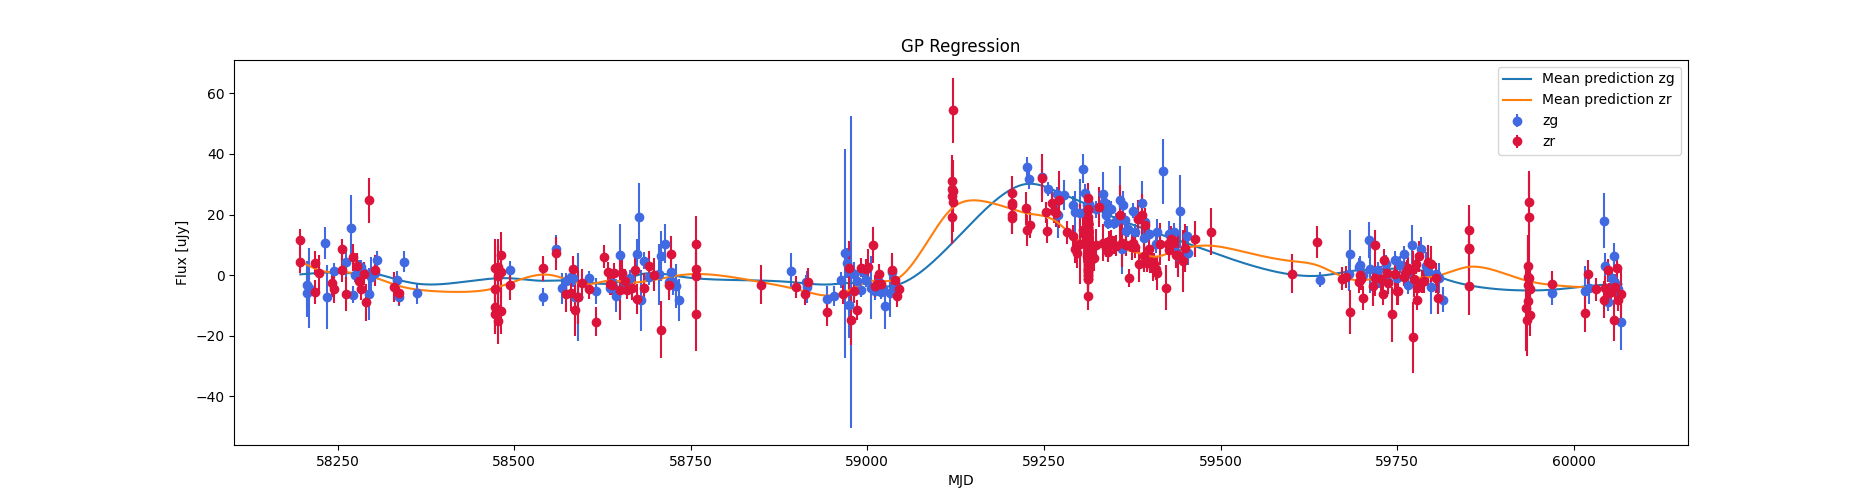 GP Regression
Flux [uJy]
60
40
20
0
−20
−40
58250
58500
58750
59000
59250
59500
59750
60000
MJD
Mean prediction zg
Mean prediction zr
zg
zr